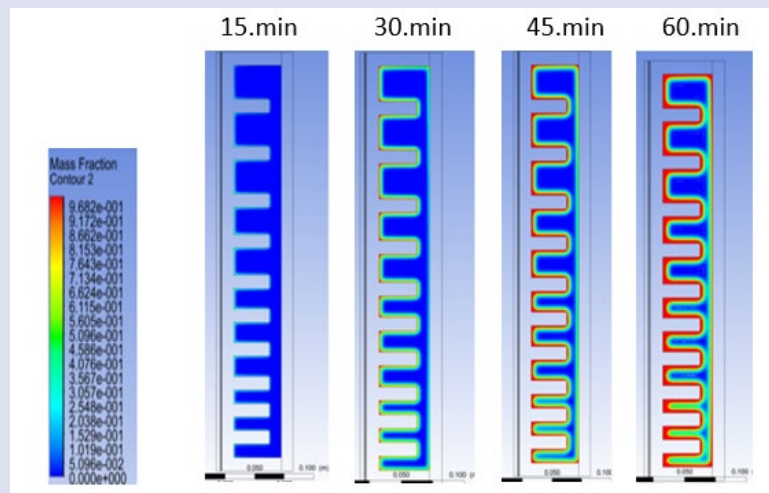 15.min 30.min 45.min 60.min
Mass Fraction
Contour 2
9.682e-001
9.172e-001
8.662e-001
8.153e-001
7.643e-001
7.134e-001
6.624e-001
6.115e-001
5.605e-001
5.096e-001
4.586e-001
4.076e-001
3.567e-001
3.057e-001
2.548e-001
2.038e-001
1.529e-001
1.019e-001
5.096e-002
0.000e+000
0.050 0.100 (m) 0.050 0.100 (r 0.050 0.100 0.050